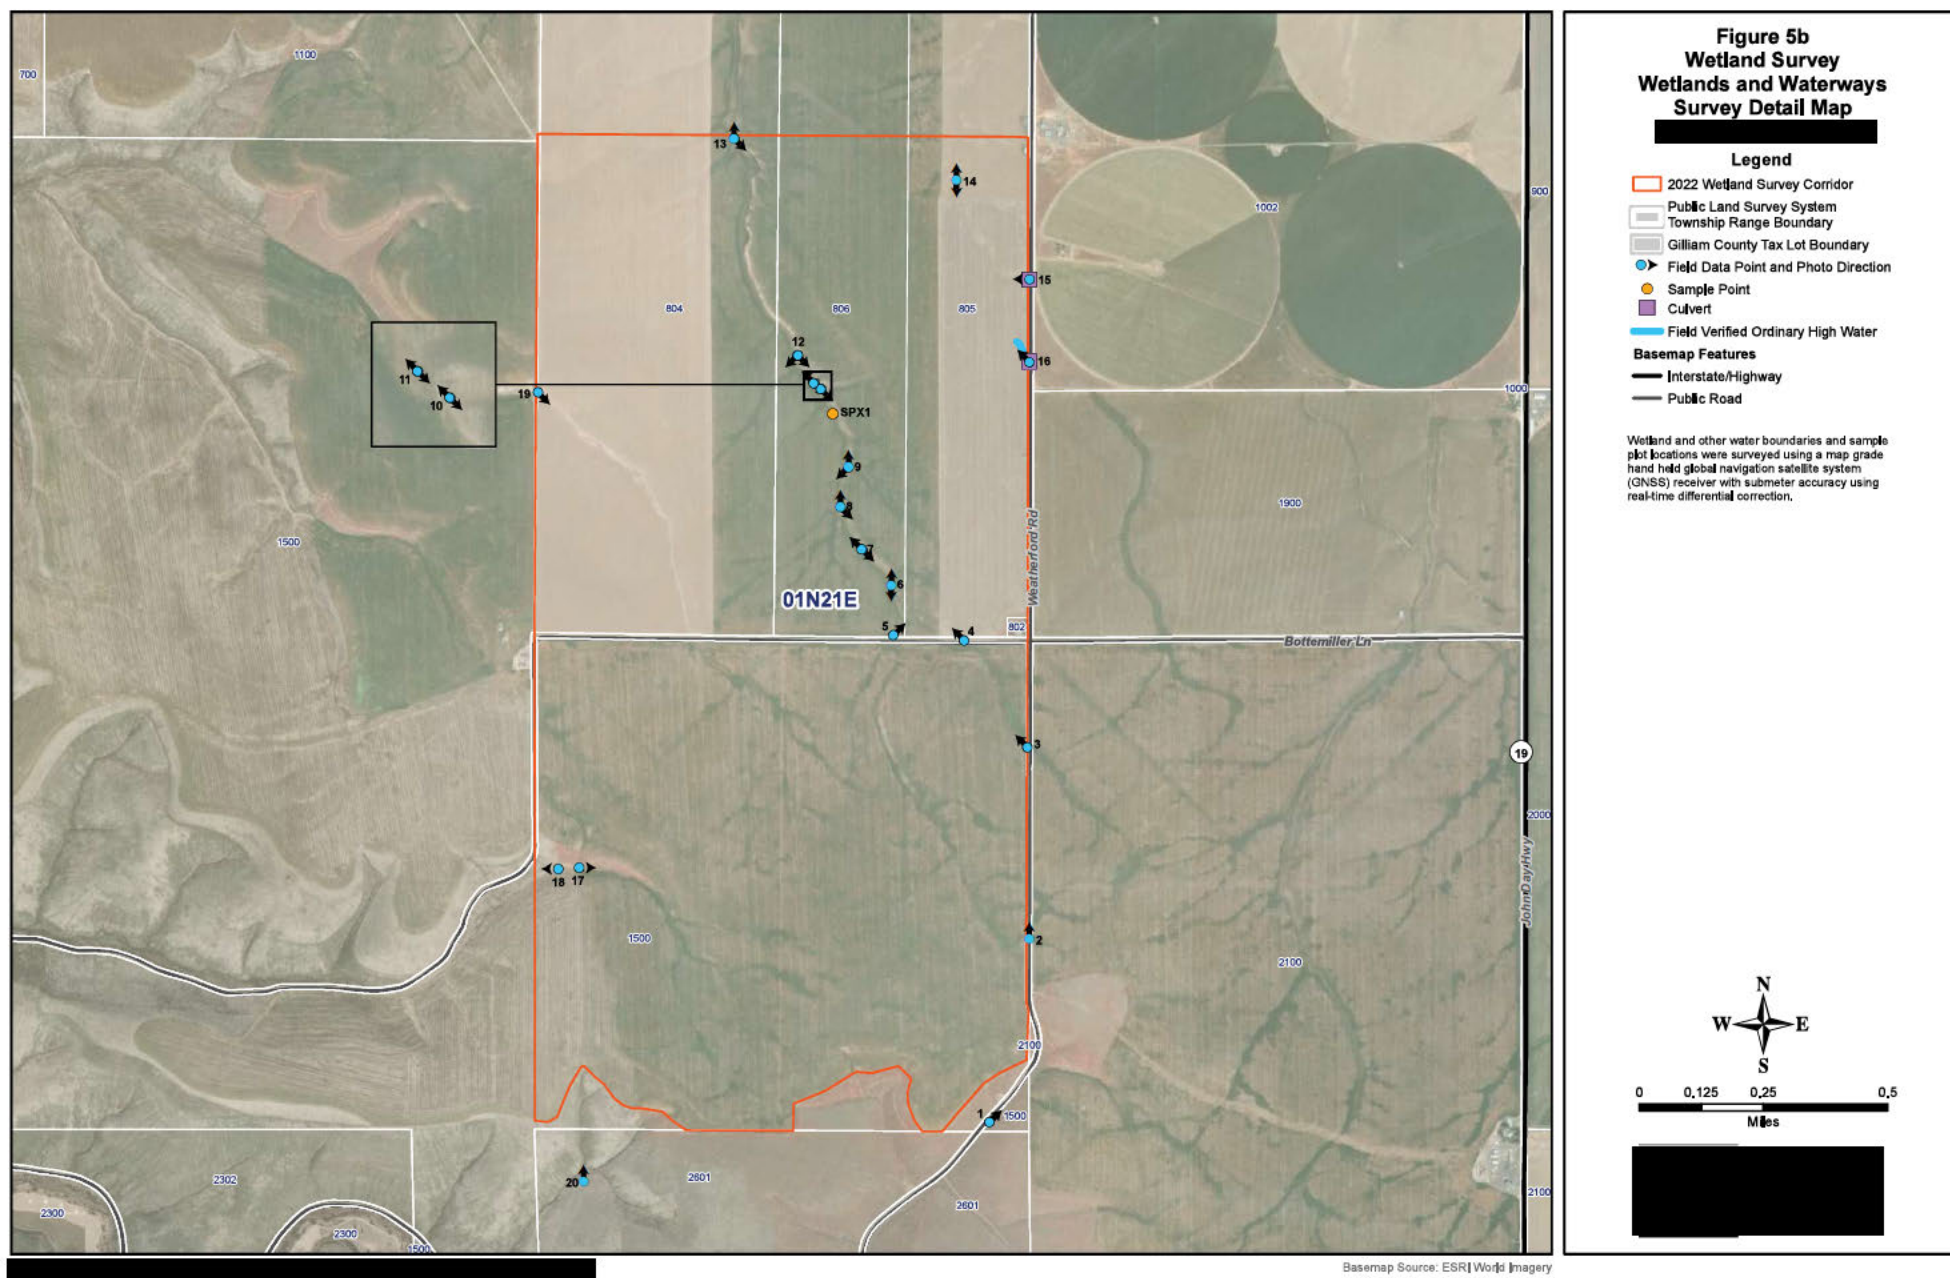 Figure 5b
Wetland Survey
Wetlands and Waterways
Survey Detail Map
Legend
2022 Wetland Survey Corridor
Public Land Survey System
Township Range Boundary
Gilliam County Tax Lot Boundary
Field Data Point and Photo Direction
Sample Point
Culvert
Field Verified Ordinary High Water
Basemap Features
Interstate/Highway
Public Road
Wetland and other water boundaries and sample
plot locations were surveyed using a map grade
hand held global navigation satellite system
(GNSS) receiver with submeter accuracy using
real-time differential correction.
N
W E
S
0 0.125 0.25 0.5
Miles
700
1100
13
14
900
1002
15
804
806
805
12
16
11
10
19
1000
SPX1
9
8
1900
1500
7
6
Weatherford Rd
01N21E
5
4
802
Bottemiller Ln
3
19
2000
John Day Hwy
18
17
1500
2
2100
2100
1
1500
2302
20
2601
2601
2100
2300
2300
1500
Basemap Source: ESRI World Imagery